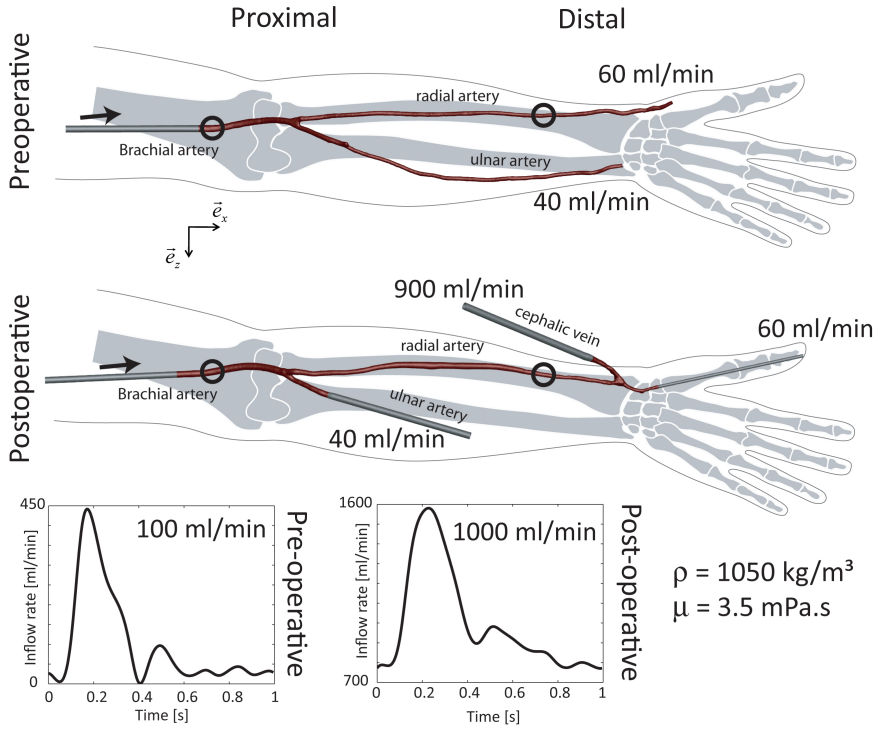 Proximal
Distal
Preoperative
60 ml/min
radial artery
Brachial artery
ulnar artery
40 ml/min
e⃗x
e⃗z
Postoperative
900 ml/min
cephalic vein
60 ml/min
radial artery
Brachial artery
ulnar artery
40 ml/min
450
100 ml/min
Inflow rate [ml/min]
0
0 0.2 0.4 0.6 0.8 1
Time [s]
Pre-operative
1600
1000 ml/min
Inflow rate [ml/min]
700
0 0.2 0.4 0.6 0.8 1
Time [s]
Post-operative
ρ = 1050 kg/m³
μ = 3.5 mPa.s